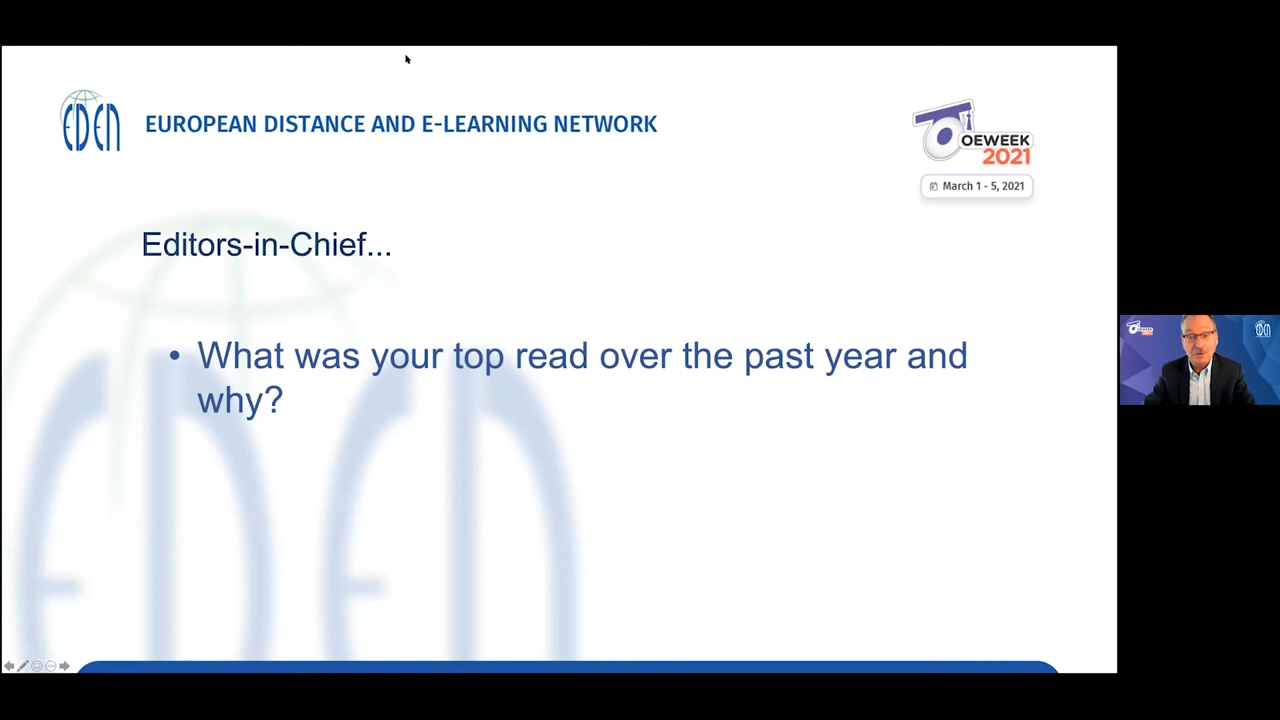 EDEN
EUROPEAN DISTANCE AND E-LEARNING NETWORK
OEWEEK
2021
March 1 - 5, 2021
Editors-in-Chief...
• What was your top read over the past year and
why?